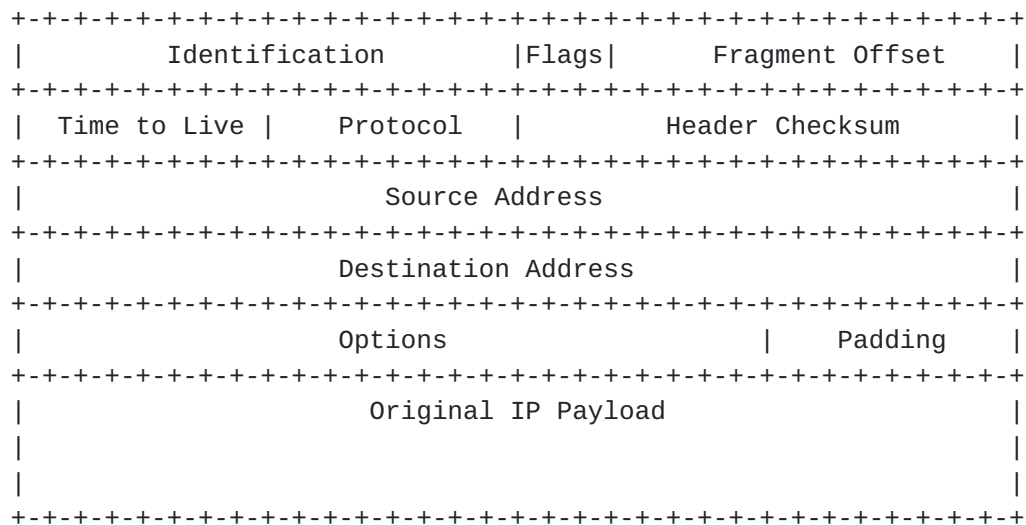 +-+-+-+-+-+-+-+-+-+-+-+-+-+-+-+-+-+-+-+-+-+-+-+-+-+-+-+-+-+-+-+-+
|         Identification        |Flags|      Fragment Offset    |
+-+-+-+-+-+-+-+-+-+-+-+-+-+-+-+-+-+-+-+-+-+-+-+-+-+-+-+-+-+-+-+-+
|  Time to Live |    Protocol   |         Header Checksum       |
+-+-+-+-+-+-+-+-+-+-+-+-+-+-+-+-+-+-+-+-+-+-+-+-+-+-+-+-+-+-+-+-+
|                       Source Address                          |
+-+-+-+-+-+-+-+-+-+-+-+-+-+-+-+-+-+-+-+-+-+-+-+-+-+-+-+-+-+-+-+-+
|                    Destination Address                        |
+-+-+-+-+-+-+-+-+-+-+-+-+-+-+-+-+-+-+-+-+-+-+-+-+-+-+-+-+-+-+-+-+
|                    Options                    |    Padding    |
+-+-+-+-+-+-+-+-+-+-+-+-+-+-+-+-+-+-+-+-+-+-+-+-+-+-+-+-+-+-+-+-+
|                      Original IP Payload                      |
|                                                               |
|                                                               |
+-+-+-+-+-+-+-+-+-+-+-+-+-+-+-+-+-+-+-+-+-+-+-+-+-+-+-+-+-+-+-+-+